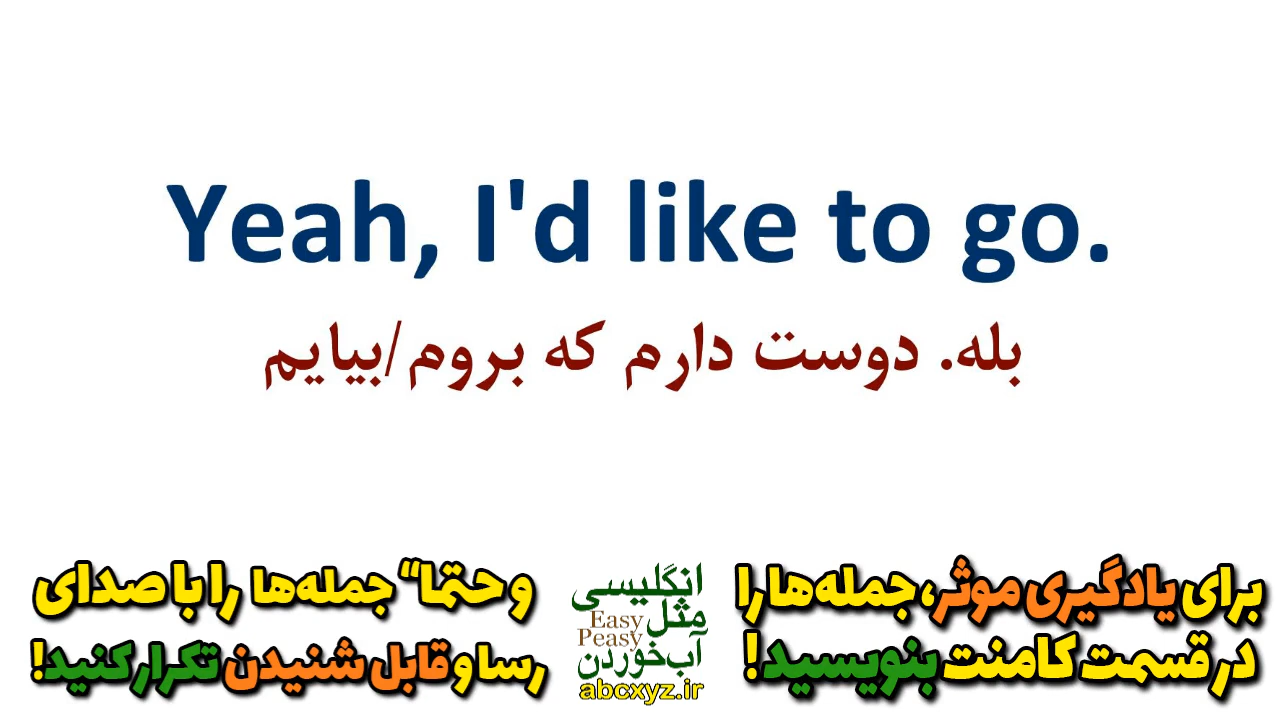 Yeah, I'd like to go.
بله. دوست دارم که بروم/بیایم
برای یادگیری موثر، جمله‌ها را
در قسمت کامنت بنویسید!
انگلیسی
مثل
Easy
Peasy
آب خوردن
abcxyz.ir
و حتما“ جمله‌ها را با صدای
رسا و قابل شنیدن تکرار کنید!